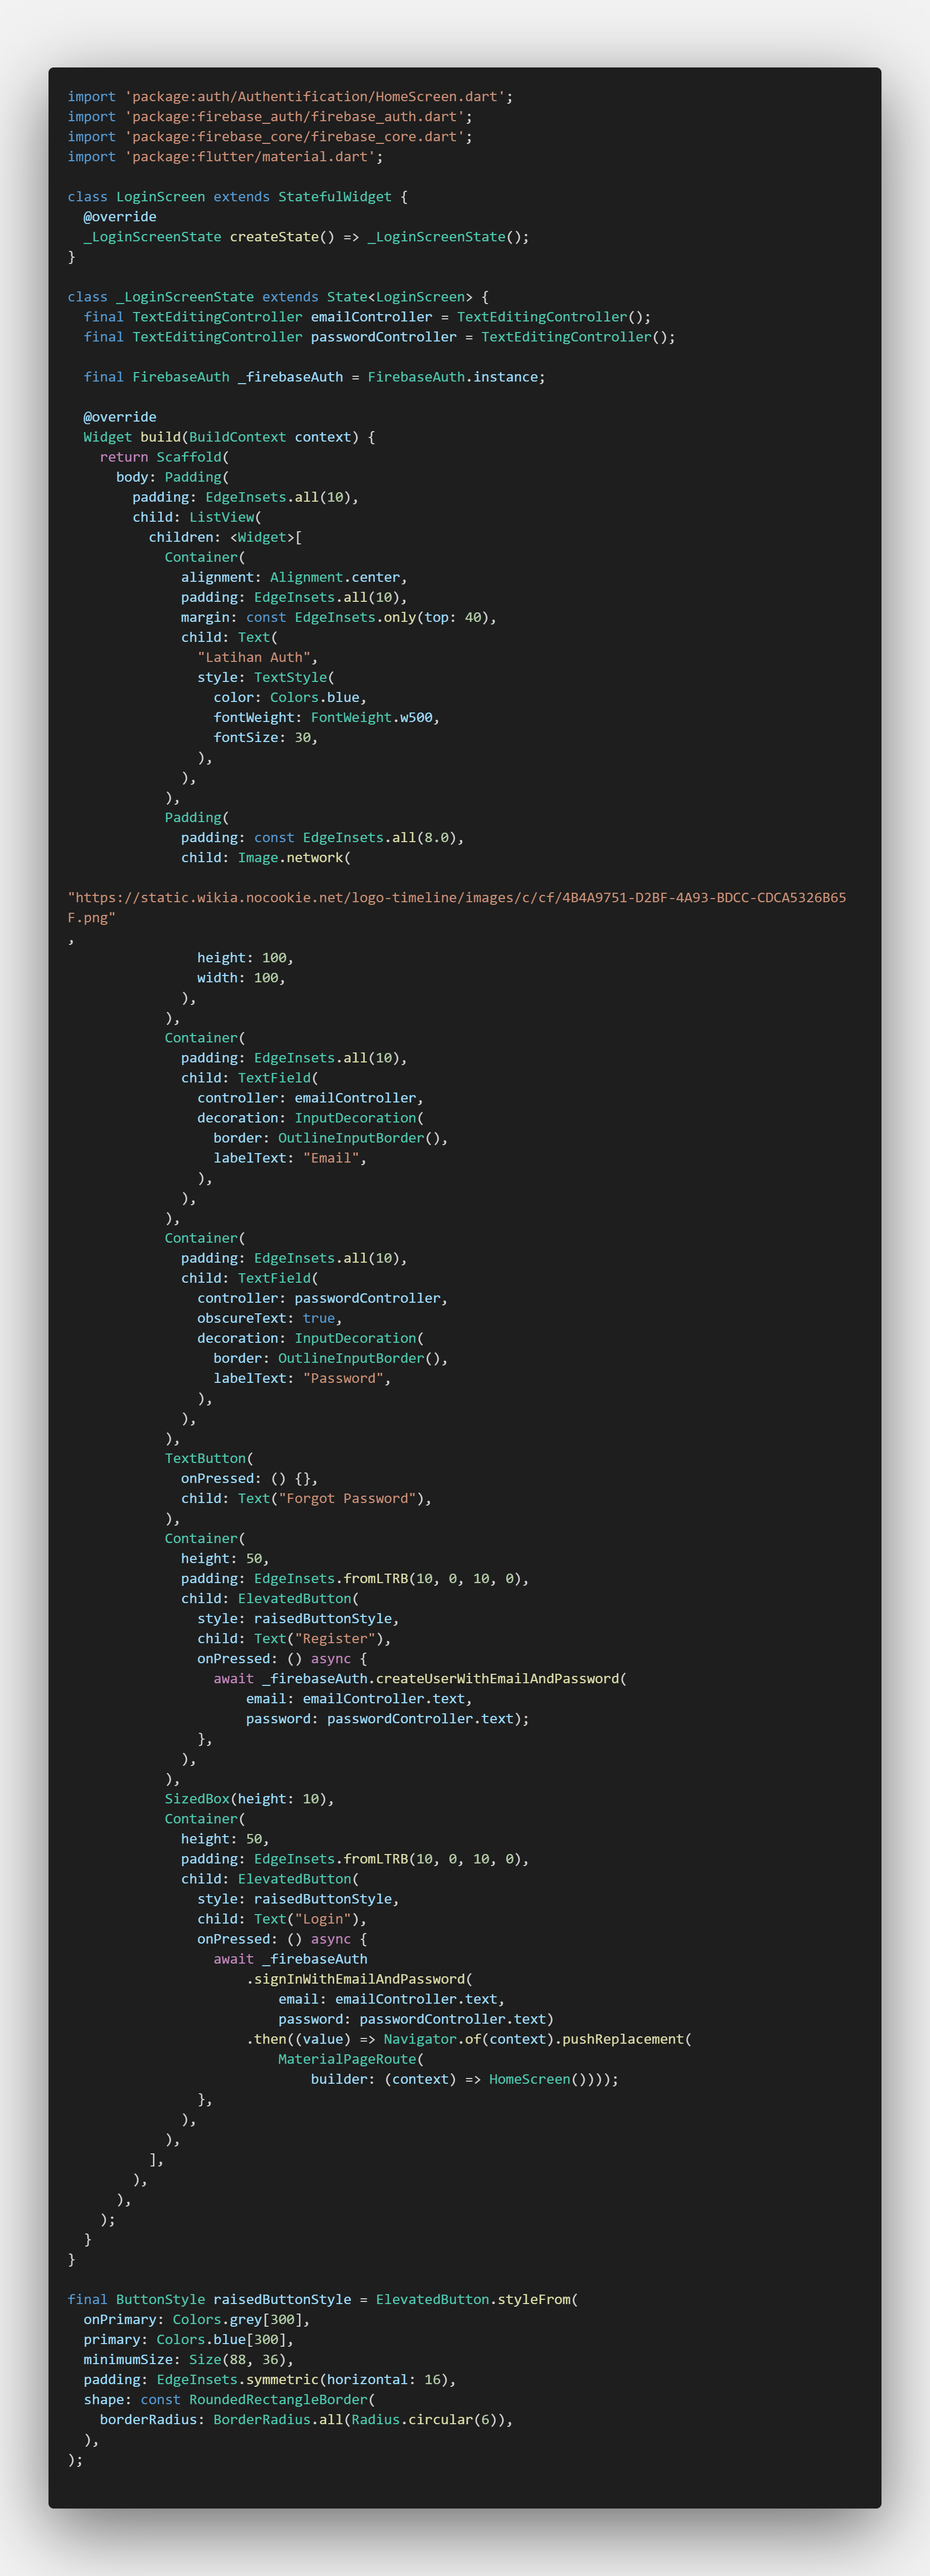 import 'package:auth/Authentification/HomeScreen.dart';
import 'package:firebase_auth/firebase_auth.dart';
import 'package:firebase_core/firebase_core.dart';
import 'package:flutter/material.dart';

class LoginScreen extends StatefulWidget {
  @override
  _LoginScreenState createState() => _LoginScreenState();
}

class _LoginScreenState extends State<LoginScreen> {
  final TextEditingController emailController = TextEditingController();
  final TextEditingController passwordController = TextEditingController();

  final FirebaseAuth _firebaseAuth = FirebaseAuth.instance;

  @override
  Widget build(BuildContext context) {
    return Scaffold(
      body: Padding(
        padding: EdgeInsets.all(10),
        child: ListView(
          children: <Widget>[
            Container(
              alignment: Alignment.center,
              padding: EdgeInsets.all(10),
              margin: const EdgeInsets.only(top: 40),
              child: Text(
                "Latihan Auth",
                style: TextStyle(
                  color: Colors.blue,
                  fontWeight: FontWeight.w500,
                  fontSize: 30,
                ),
              ),
            ),
            Padding(
              padding: const EdgeInsets.all(8.0),
              child: Image.network(

"https://static.wikia.nocookie.net/logo-timeline/images/c/cf/4B4A9751-D2BF-4A93-BDCC-CDCA5326B65
F.png"
,
                height: 100,
                width: 100,
              ),
            ),
            Container(
              padding: EdgeInsets.all(10),
              child: TextField(
                controller: emailController,
                decoration: InputDecoration(
                  border: OutlineInputBorder(),
                  labelText: "Email",
                ),
              ),
            ),
            Container(
              padding: EdgeInsets.all(10),
              child: TextField(
                controller: passwordController,
                obscureText: true,
                decoration: InputDecoration(
                  border: OutlineInputBorder(),
                  labelText: "Password",
                ),
              ),
            ),
            TextButton(
              onPressed: () {},
              child: Text("Forgot Password"),
            ),
            Container(
              height: 50,
              padding: EdgeInsets.fromLTRB(10, 0, 10, 0),
              child: ElevatedButton(
                style: raisedButtonStyle,
                child: Text("Register"),
                onPressed: () async {
                  await _firebaseAuth.createUserWithEmailAndPassword(
                      email: emailController.text,
                      password: passwordController.text);
                },
              ),
            ),
            SizedBox(height: 10),
            Container(
              height: 50,
              padding: EdgeInsets.fromLTRB(10, 0, 10, 0),
              child: ElevatedButton(
                style: raisedButtonStyle,
                child: Text("Login"),
                onPressed: () async {
                  await _firebaseAuth
                      .signInWithEmailAndPassword(
                          email: emailController.text,
                          password: passwordController.text)
                      .then((value) => Navigator.of(context).pushReplacement(
                          MaterialPageRoute(
                              builder: (context) => HomeScreen())));
                },
              ),
            ),
          ],
        ),
      ),
    );
  }
}

final ButtonStyle raisedButtonStyle = ElevatedButton.styleFrom(
  onPrimary: Colors.grey[300],
  primary: Colors.blue[300],
  minimumSize: Size(88, 36),
  padding: EdgeInsets.symmetric(horizontal: 16),
  shape: const RoundedRectangleBorder(
    borderRadius: BorderRadius.all(Radius.circular(6)),
  ),
);